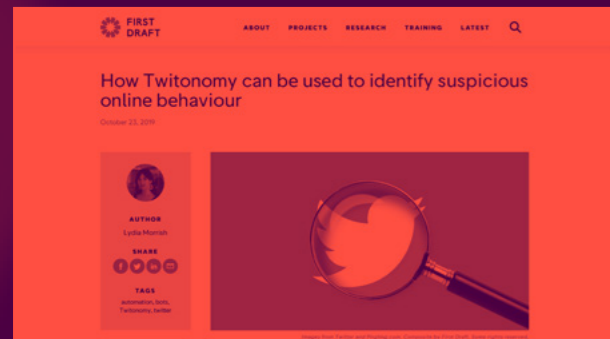 FIRST
DRAFT
ABOUT PROJECTS RESEARCH TRAINING LATEST
How Twitonomy can be used to identify suspicious
online behaviour
October 23, 2019
AUTHOR
Lydia Morrish
SHARE
TAGS
automation, bots,
Twitonomy, twitter